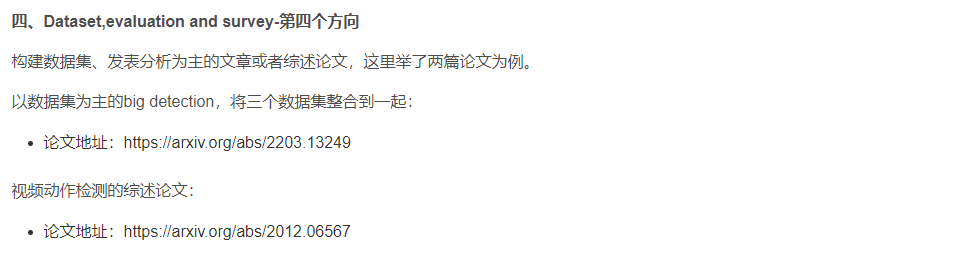 四、Dataset,evaluation and survey-第四个方向
构建数据集、发表分析为主的文章或者综述论文，这里举了两篇论文为例。
以数据集为主的big detection，将三个数据集整合到一起：
• 论文地址：https://arxiv.org/abs/2203.13249
视频动作检测的综述论文：
• 论文地址：https://arxiv.org/abs/2012.06567